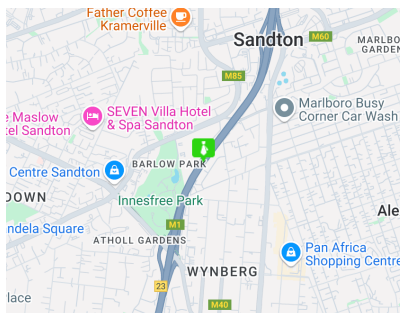 Father Coffee
Kramerville
Sandton
M60
MARLBO
GARDEN
M85
SEVEN Villa Hotel
& Spa Sandton
Marlboro Busy
Corner Car Wash
e Maslow
tel Sandton
BARLOW PARK
Centre Sandton
Innesfree Park
DOWN
Ale
M1
ndela Square
ATHOLL GARDENS
Pan Africa
Shopping Centre
WYNBERG
23
lace
M40